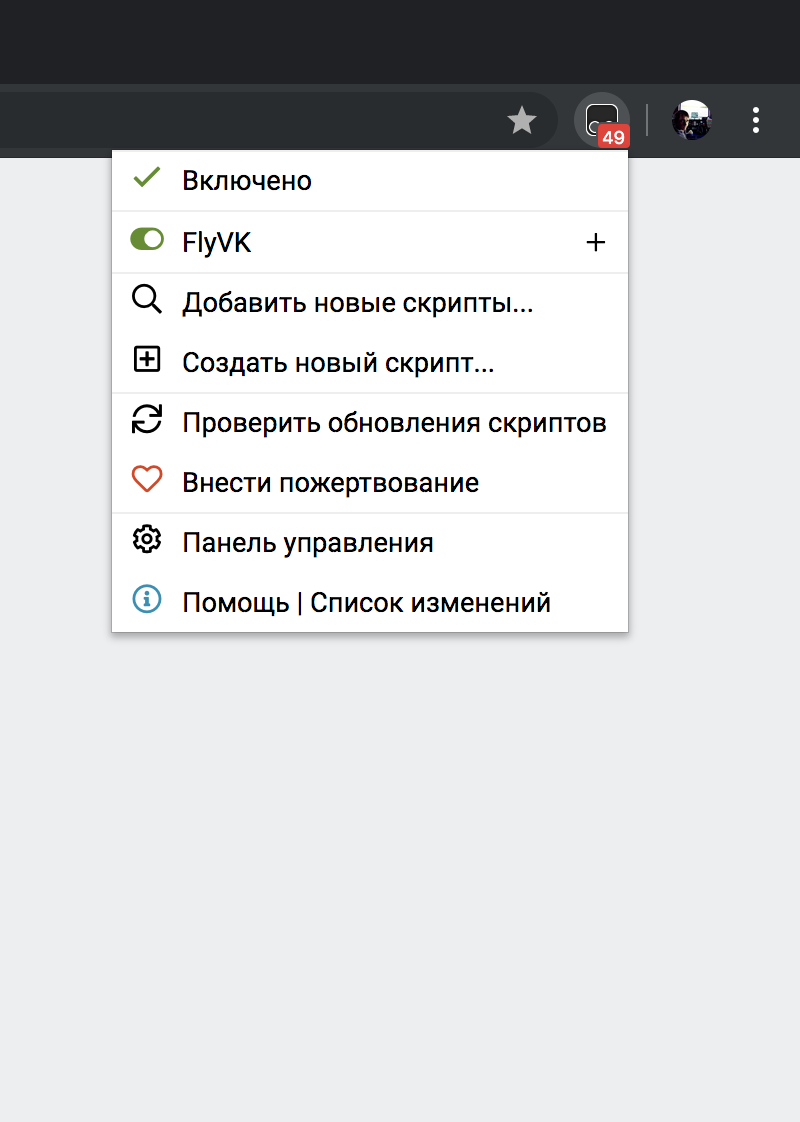 49
Включено
FlyVK
Добавить новые скрипты...
Создать новый скрипт...
Проверить обновления скриптов
Внести пожертвование
Панель управления
Помощь | Список изменений